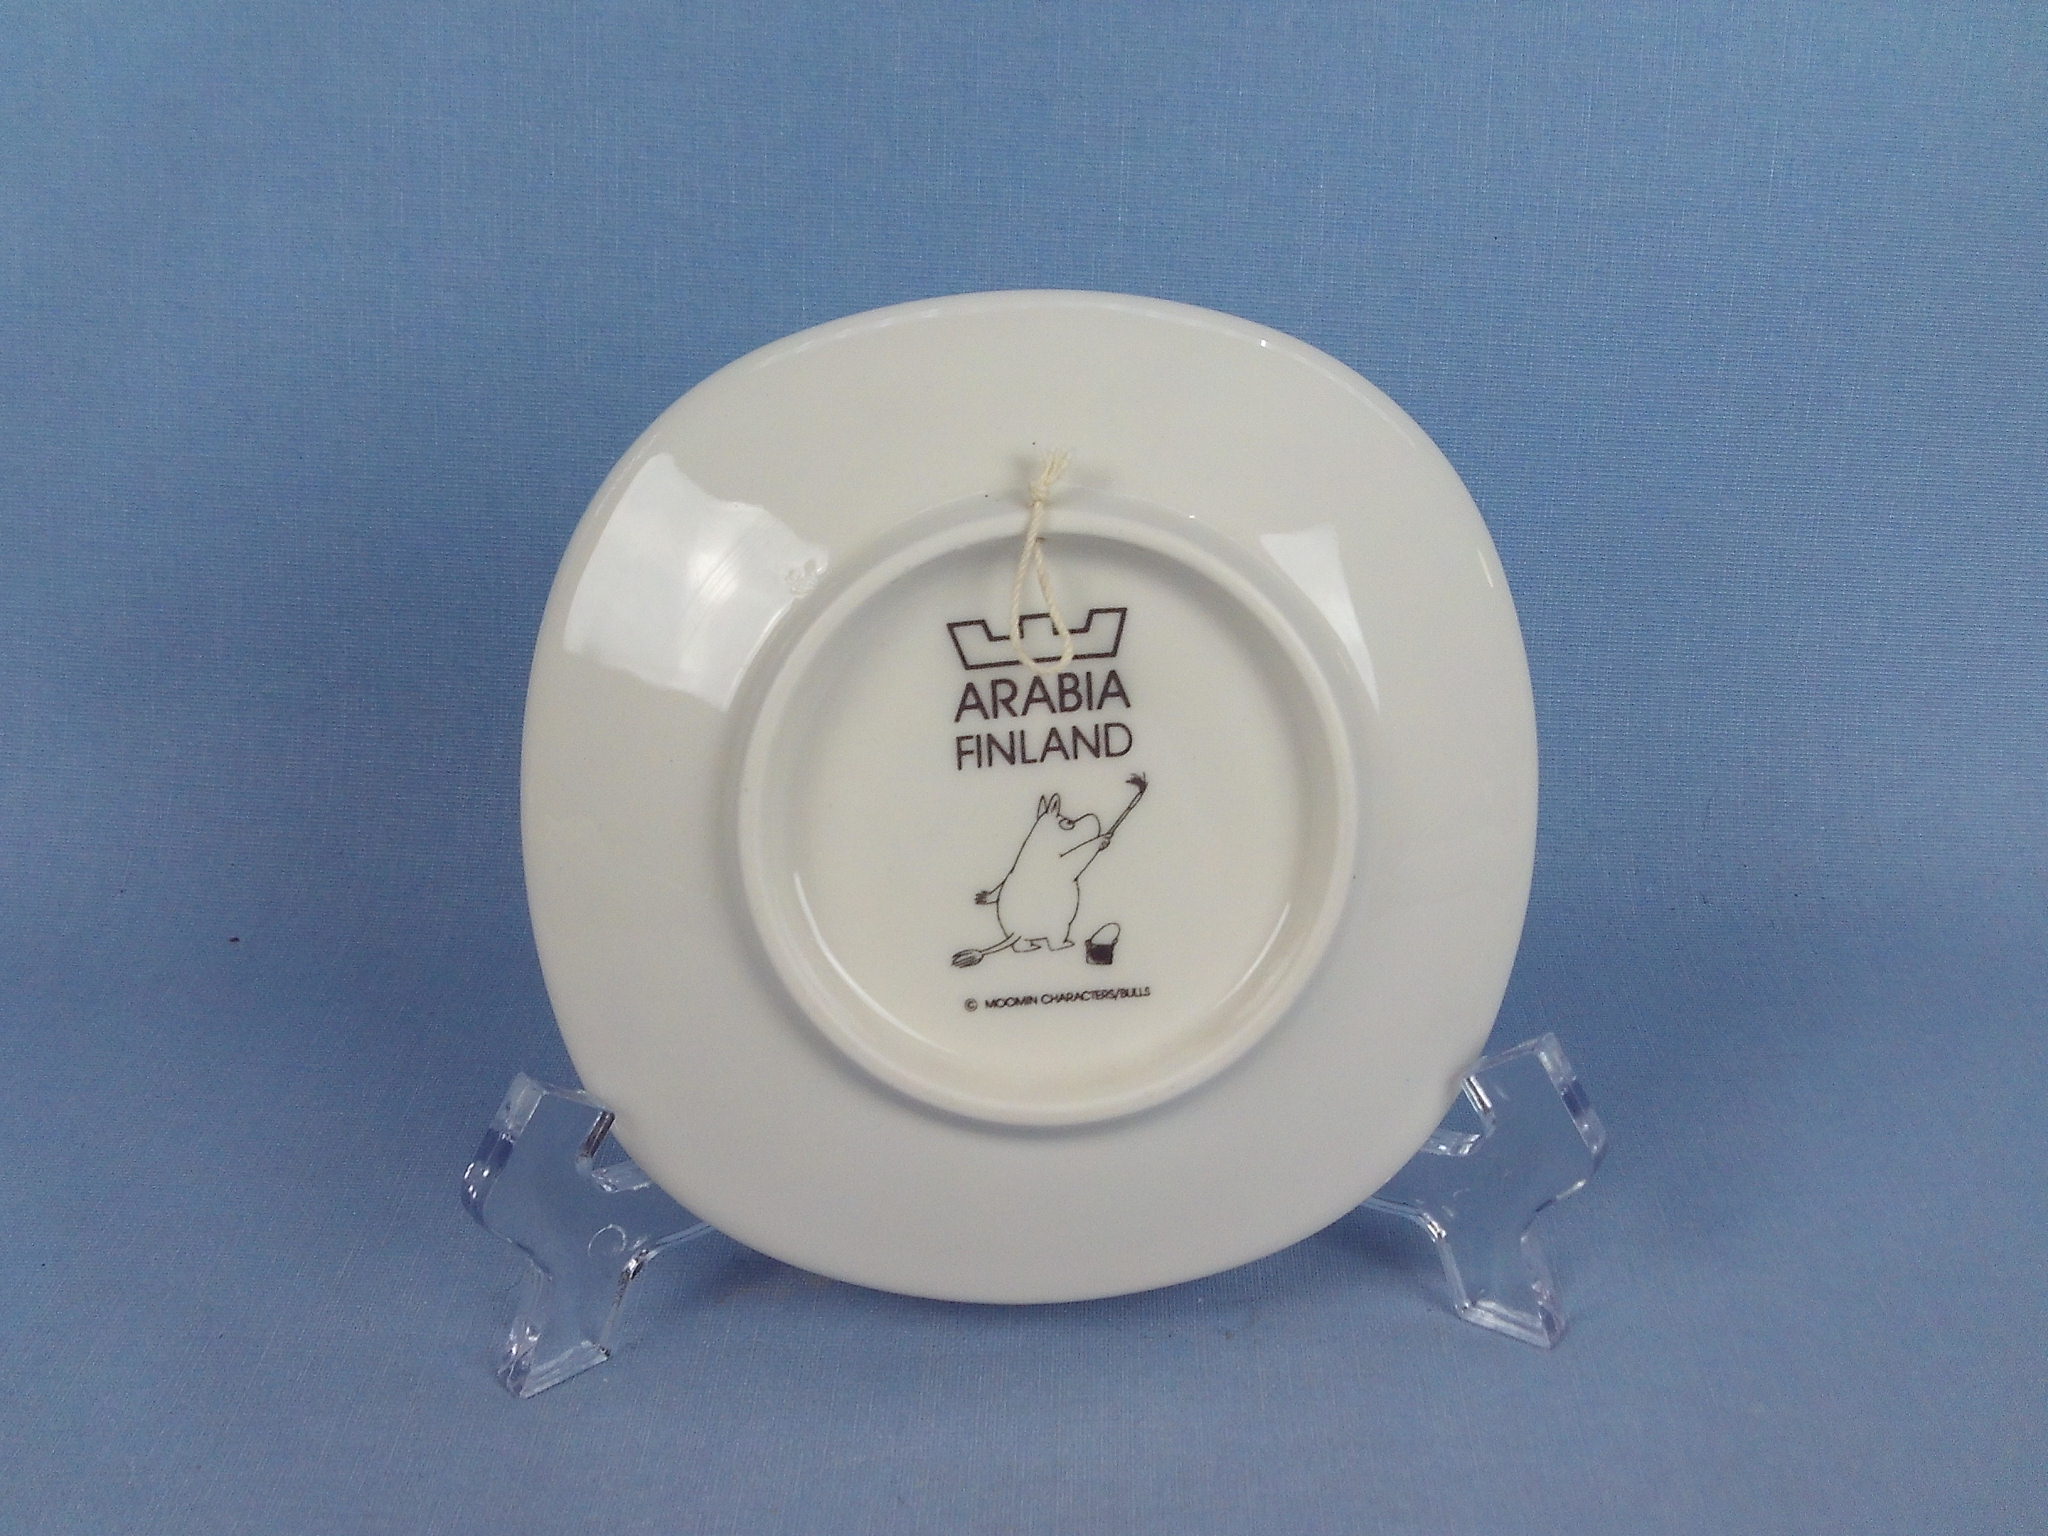 ARABIA
FINLAND
© MOOMIN CHARACTERS/BULLS